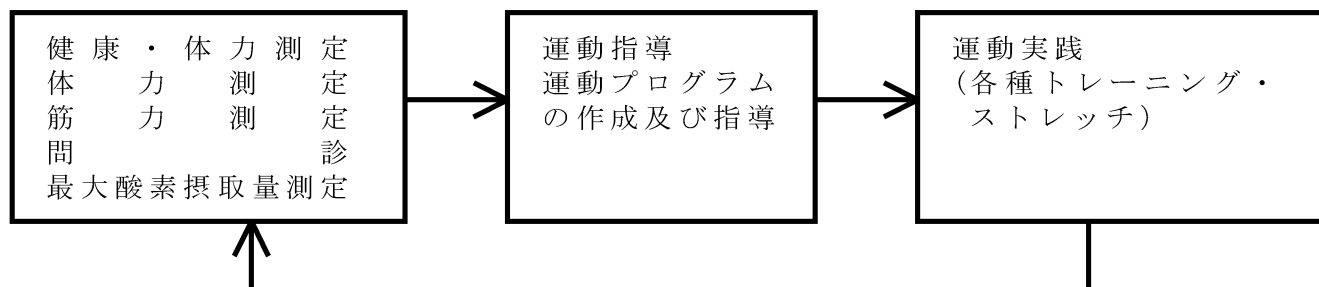 健康・体力測定
体力測定
筋力測定
問診
最大酸素摂取量測定
運動指導
運動プログラム
の作成及び指導
運動実践
(各種トレーニング・
ストレッチ)